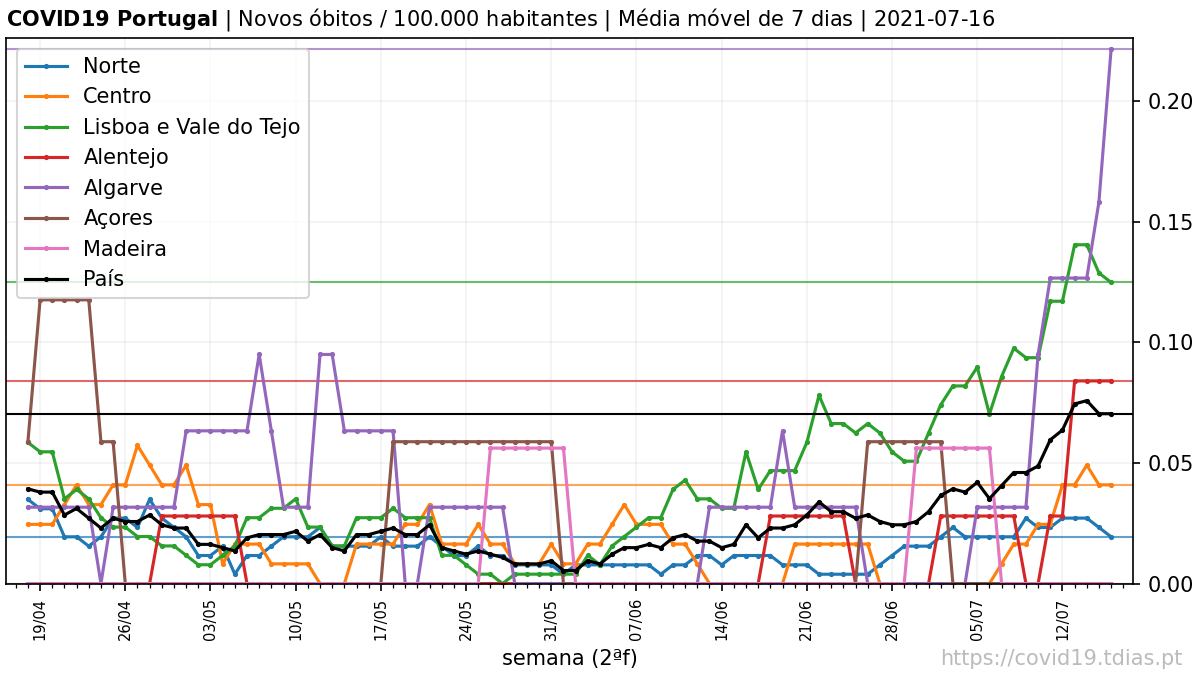 COVID19 Portugal | Novos óbitos / 100.000 habitantes | Média móvel de 7 dias | 2021-07-16
Norte
Centro
Lisboa e Vale do Tejo
Alentejo
Algarve
Açores
Madeira
País
0.20
0.15
0.10
0.05
0.00
19/04
26/04
03/05
10/05
17/05
24/05
31/05
07/06
14/06
21/06
28/06
05/07
12/07
semana (2ªf)
https://covid19.tdias.pt